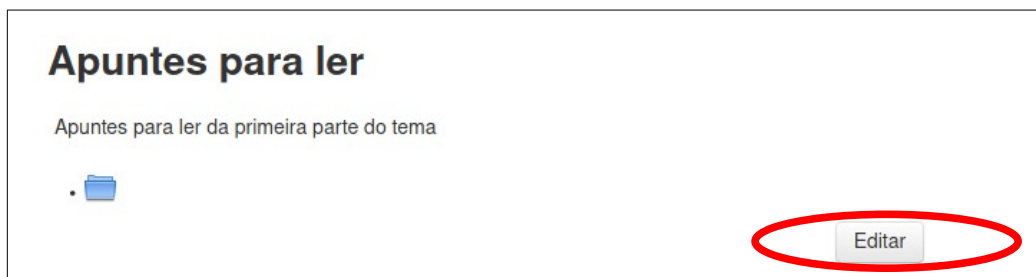 Apuntes para ler
Apuntes para ler da primeira parte do tema
Editar